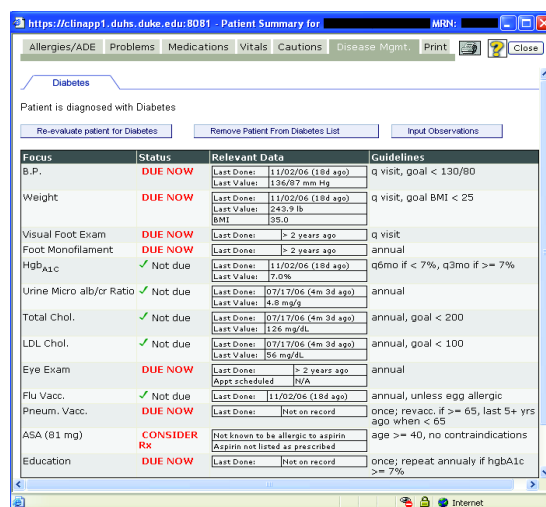 https://clinapp1.duhs.duke.edu:8081 - Patient Summary for MRN:
Allergies/ADE Problems Medications Vitals Cautions Disease Mgmt. Print Close
Diabetes
Patient is diagnosed with Diabetes
Re-evaluate patient for Diabetes Remove Patient From Diabetes List Input Observations
Focus Status Relevant Data Guidelines
B.P. DUE NOW Last Done: 11/02/06 (18d ago) q visit, goal < 130/80
Last Value: 136/87 mm Hg
Weight DUE NOW Last Done: 11/02/06 (18d ago) q visit, goal BMI < 25
Last Value: 243.9 lb
BMI 35.0
Visual Foot Exam DUE NOW Last Done: > 2 years ago q visit
Foot Monofilament DUE NOW Last Done: > 2 years ago annual
HgbA1C ✓ Not due Last Done: 11/02/06 (18d ago) q6mo if < 7%, q3mo if >= 7%
Last Value: 7.0%
Urine Micro alb/cr Ratio ✓ Not due Last Done: 07/17/06 (4m 3d ago) annual
Last Value: 4.8 mg/g
Total Chol. ✓ Not due Last Done: 07/17/06 (4m 3d ago) annual, goal < 200
Last Value: 126 mg/dL
LDL Chol. ✓ Not due Last Done: 07/17/06 (4m 3d ago) annual, goal < 100
Last Value: 56 mg/dL
Eye Exam DUE NOW Last Done: > 2 years ago annual
Appt scheduled N/A
Flu Vacc. ✓ Not due Last Done: 11/02/06 (18d ago) annual, unless egg allergic
Pneum. Vacc. DUE NOW Last Done: Not on record once; revacc. if >= 65, last 5+ yrs
ago when < 65
ASA (81 mg) CONSIDER Not known to be allergic to aspirin age >= 40, no contraindications
Rx Aspirin not listed as prescribed
Education DUE NOW Last Done: Not on record once; repeat annualy if hgbA1c
>= 7%
Internet